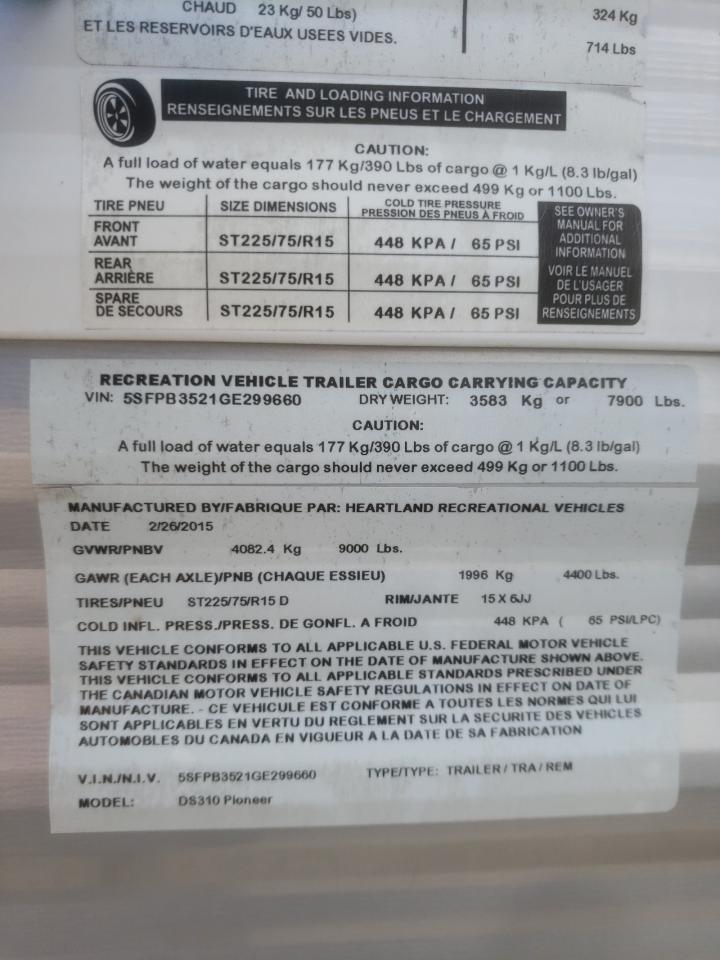 CHAUD 23 Kg/ 50 Lbs)
ET LES RESERVOIRS D'EAUX USEES VIDES.
324 Kg
714 Lbs
TIRE AND LOADING INFORMATION
RENSEIGNEMENTS SUR LES PNEUS ET LE CHARGEMENT
CAUTION:
A full load of water equals 177 Kg/390 Lbs of cargo @ 1 Kg/L (8.3 lb/gal)
The weight of the cargo should never exceed 499 Kg or 1100 Lbs.
TIRE PNEU SIZE DIMENSIONS COLD TIRE PRESSURE
PRESSION DES PNEUS À FROID
FRONT
AVANT ST225/75/R15 448 KPA / 65 PSI
REAR
ARRIÈRE ST225/75/R15 448 KPA / 65 PSI
SPARE
DE SECOURS ST225/75/R15 448 KPA / 65 PSI
SEE OWNER'S
MANUAL FOR
ADDITIONAL
INFORMATION
VOIR LE MANUEL
DE L'USAGER
POUR PLUS DE
RENSEIGNEMENTS
RECREATION VEHICLE TRAILER CARGO CARRYING CAPACITY
VIN: 5SFPB3521GE299660 DRY WEIGHT: 3583 Kg or 7900 Lbs.
CAUTION:
A full load of water equals 177 Kg/390 Lbs of cargo @ 1 Kg/L (8.3 lb/gal)
The weight of the cargo should never exceed 499 Kg or 1100 Lbs.
MANUFACTURED BY/FABRIQUE PAR: HEARTLAND RECREATIONAL VEHICLES
DATE 2/26/2015
GVWR/PNBV 4082.4 Kg 9000 Lbs.
GAWR (EACH AXLE)/PNB (CHAQUE ESSIEU) 1996 Kg 4400 Lbs.
TIRES/PNEU ST225/75/R15 D RIM/JANTE 15 X 6JJ
COLD INFL. PRESS./PRESS. DE GONFL. A FROID 448 KPA ( 65 PSI/LPC)
THIS VEHICLE CONFORMS TO ALL APPLICABLE U.S. FEDERAL MOTOR VEHICLE
SAFETY STANDARDS IN EFFECT ON THE DATE OF MANUFACTURE SHOWN ABOVE.
THIS VEHICLE CONFORMS TO ALL APPLICABLE STANDARDS PRESCRIBED UNDER
THE CANADIAN MOTOR VEHICLE SAFETY REGULATIONS IN EFFECT ON DATE OF
MANUFACTURE. - CE VEHICULE EST CONFORME A TOUTES LES NORMES QUI LUI
SONT APPLICABLES EN VERTU DU REGLEMENT SUR LA SECURITE DES VEHICLES
AUTOMOBLES DU CANADA EN VIGUEUR A LA DATE DE SA FABRICATION
V.I.N./N.I.V. 5SFPB3521GE299660 TYPE/TYPE: TRAILER / TRA / REM
MODEL: DS310 Pioneer